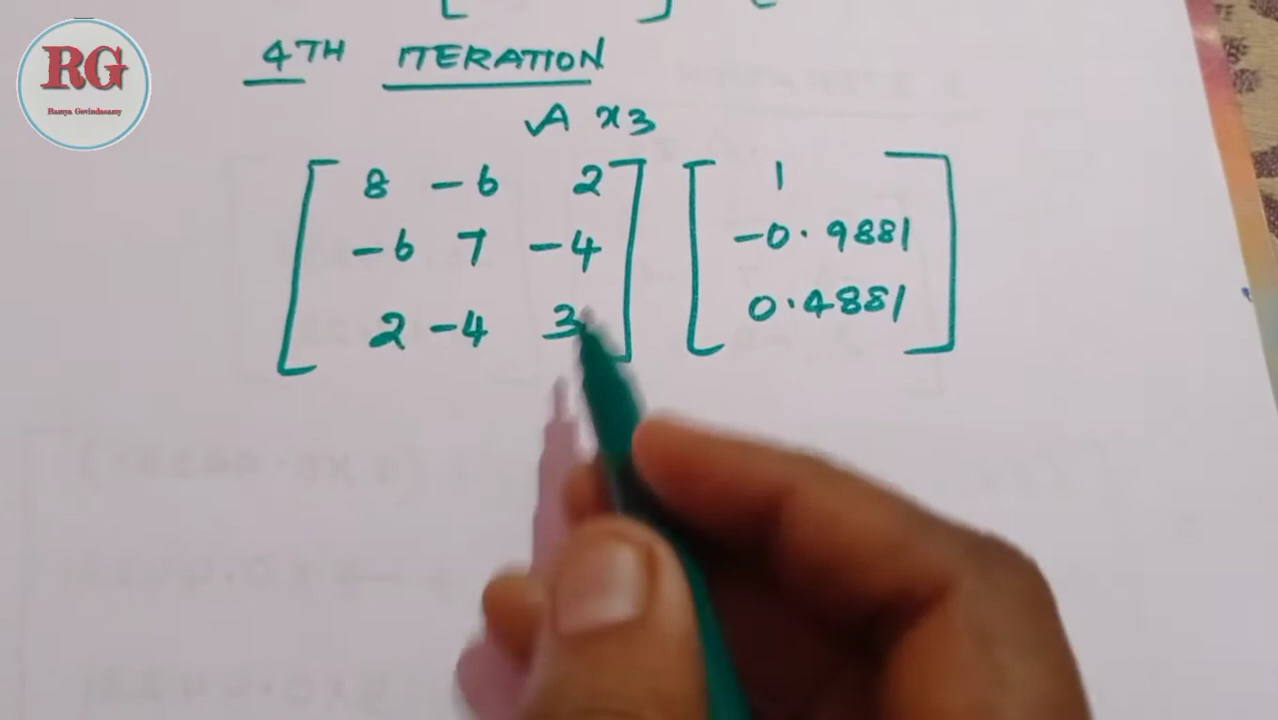 RG
Ramya Govindasamy
4TH ITERATION
A x3
8 -6 2
-6 7 -4
2 -4 3
1
-0.9881
0.4881